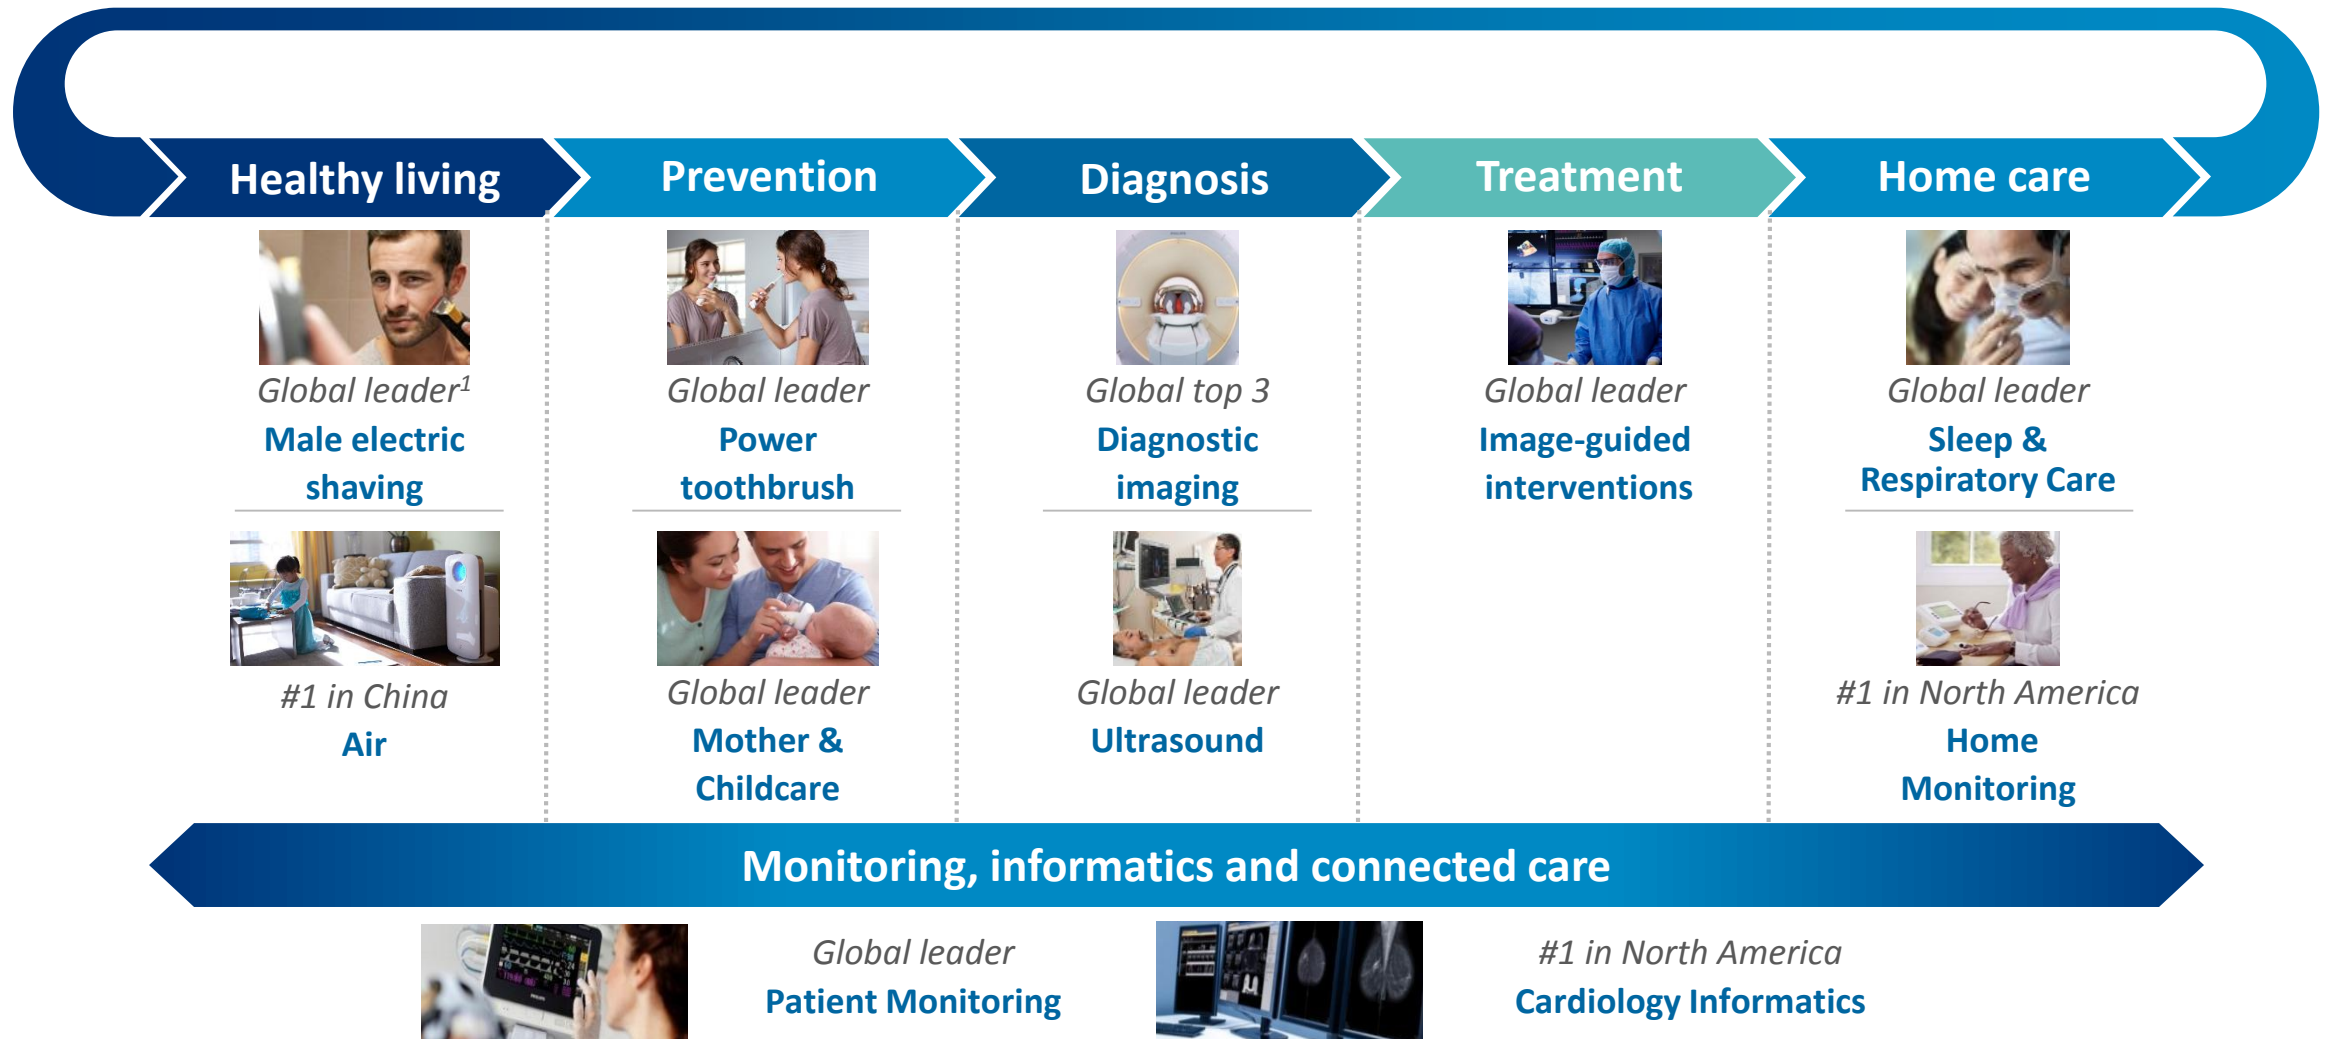 Healthy living
Prevention
Diagnosis
Treatment
Home care
Global leader¹
Male electric
shaving
#1 in China
Air
Global leader
Power
toothbrush
Global leader
Mother &
Childcare
Global top 3
Diagnostic
imaging
Global leader
Ultrasound
Global leader
Image-guided
interventions
Global leader
Sleep &
Respiratory Care
#1 in North America
Home
Monitoring
Monitoring, informatics and connected care
Global leader
Patient Monitoring
#1 in North America
Cardiology Informatics